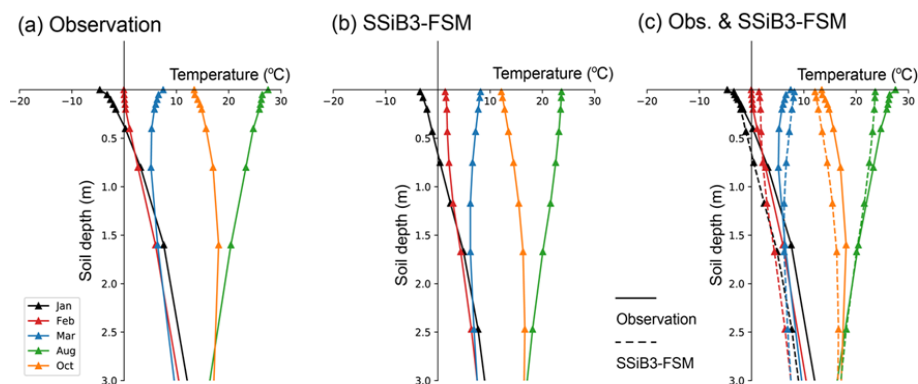 (a) Observation
(b) SSiB3-FSM
(c) Obs. & SSiB3-FSM
Temperature (ºC)
−20 −10 0 10 20 30
0.5
1.0
1.5
2.0
2.5
3.0
Soil depth (m)
Jan
Feb
Mar
Aug
Oct
Temperature (ºC)
−20 −10 0 10 20 30
0.5
1.0
1.5
2.0
2.5
3.0
Soil depth (m)
Temperature (ºC)
−20 −10 0 10 20 30
0.5
1.0
1.5
2.0
2.5
3.0
Soil depth (m)
Observation
SSiB3-FSM